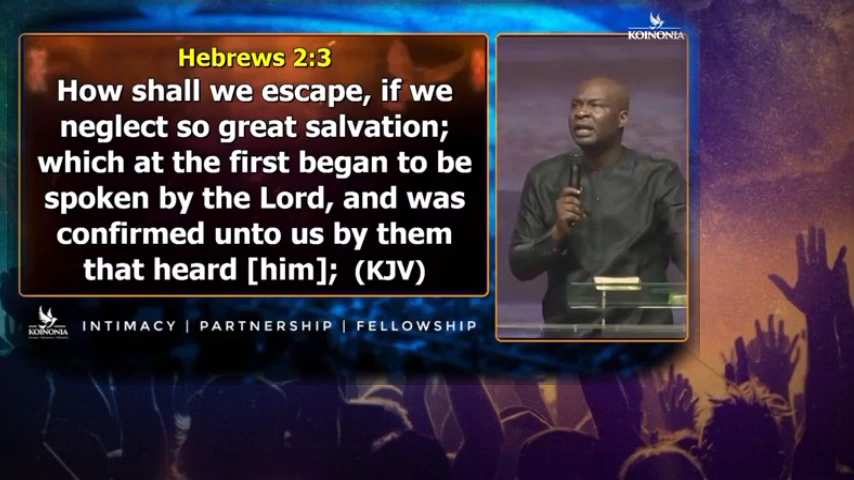 KOINONIA
Hebrews 2:3
How shall we escape, if we
neglect so great salvation;
which at the first began to be
spoken by the Lord, and was
confirmed unto us by them
that heard [him]; (KJV)
KOINONIA
INTIMACY | PARTNERSHIP | FELLOWSHIP